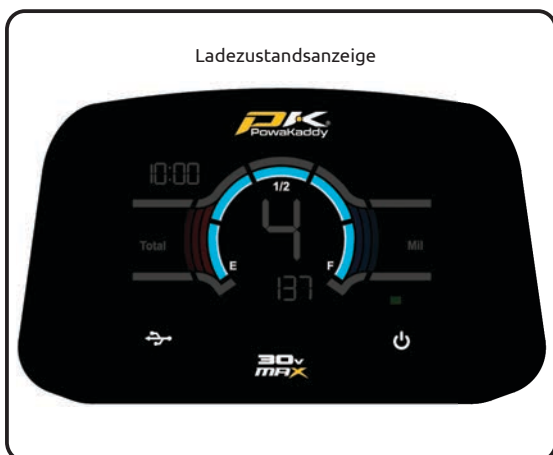 Ladezustandsanzeige
PK
PowaKaddy
10:00
1/2
4
Total
Mil
E
F
137
30v
MAX